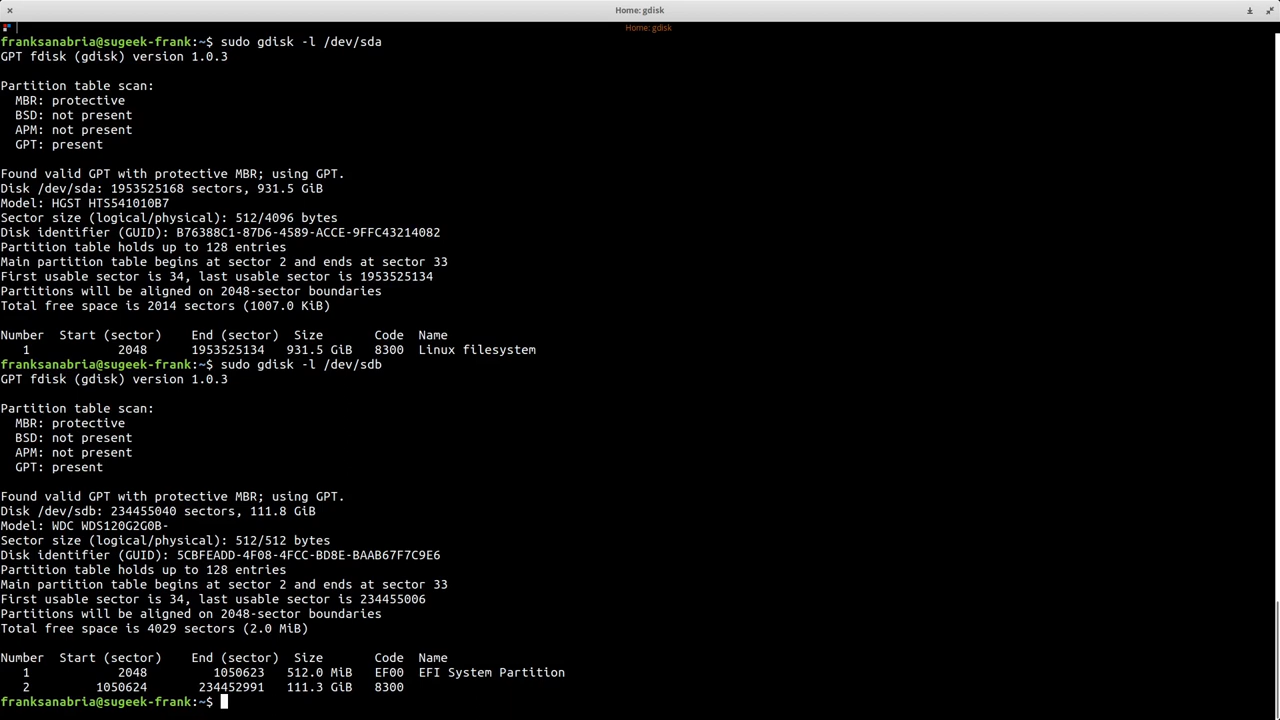 Home: gdisk
Home: gdisk
franksanabria@sugeek-frank:~$ sudo gdisk -l /dev/sda
GPT fdisk (gdisk) version 1.0.3
Partition table scan:
  MBR: protective
  BSD: not present
  APM: not present
  GPT: present
Found valid GPT with protective MBR; using GPT.
Disk /dev/sda: 1953525168 sectors, 931.5 GiB
Model: HGST HTS541010B7
Sector size (logical/physical): 512/4096 bytes
Disk identifier (GUID): B76388C1-87D6-4589-ACCE-9FFC43214082
Partition table holds up to 128 entries
Main partition table begins at sector 2 and ends at sector 33
First usable sector is 34, last usable sector is 1953525134
Partitions will be aligned on 2048-sector boundaries
Total free space is 2014 sectors (1007.0 KiB)
Number  Start (sector)    End (sector)  Size       Code  Name
   1            2048      1953525134   931.5 GiB   8300  Linux filesystem
franksanabria@sugeek-frank:~$ sudo gdisk -l /dev/sdb
GPT fdisk (gdisk) version 1.0.3
Partition table scan:
  MBR: protective
  BSD: not present
  APM: not present
  GPT: present
Found valid GPT with protective MBR; using GPT.
Disk /dev/sdb: 234455040 sectors, 111.8 GiB
Model: WDC WDS120G2G0B-
Sector size (logical/physical): 512/512 bytes
Disk identifier (GUID): 5CBFEADD-4F08-4FCC-BD8E-BAAB67F7C9E6
Partition table holds up to 128 entries
Main partition table begins at sector 2 and ends at sector 33
First usable sector is 34, last usable sector is 234455006
Partitions will be aligned on 2048-sector boundaries
Total free space is 4029 sectors (2.0 MiB)
Number  Start (sector)    End (sector)  Size       Code  Name
   1            2048         1050623   512.0 MiB   EF00  EFI System Partition
   2         1050624       234452991   111.3 GiB   8300
franksanabria@sugeek-frank:~$